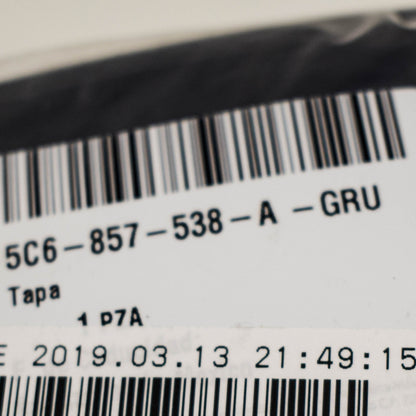 5C6-857-538-A -GRU
Tapa
1 P7A
E 2019.03.13 21:49:15